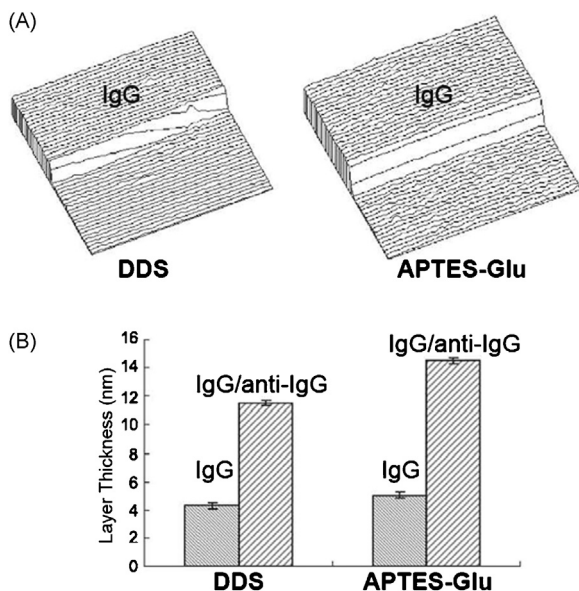 (A)
IgG
IgG
DDS
APTES-Glu
(B)
Layer Thickness (nm)
16
14
12
10
8
6
4
2
0
IgG
IgG/anti-IgG
IgG
IgG/anti-IgG
DDS
APTES-Glu